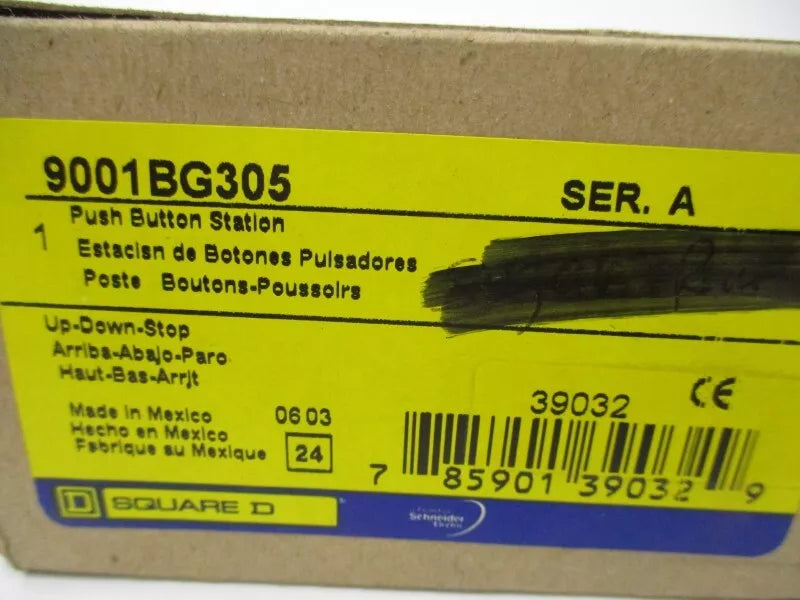 9001BG305
SER. A
1
Push Button Station
Estacisn de Botones Pulsadores
Poste Boutons-Poussoirs
Up-Down-Stop
Arriba-Abajo-Paro
Haut-Bas-Arrjt
Made in Mexico 06 03
Hecho en Mexico
Fabrique au Mexique 24
CE
39032
7 85901 39032 9
D SQUARE D
Schneider